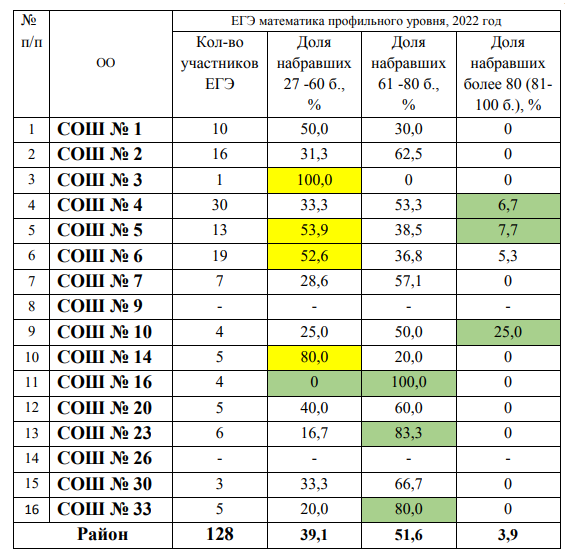 № п/п ОО ЕГЭ математика профильного уровня, 2022 год
Кол-во участников ЕГЭ Доля набравших 27 -60 б., % Доля набравших 61 -80 б., % Доля набравших более 80 (81-100 б.), %
1 СОШ № 1 10 50,0 30,0 0
2 СОШ № 2 16 31,3 62,5 0
3 СОШ № 3 1 100,0 0 0
4 СОШ № 4 30 33,3 53,3 6,7
5 СОШ № 5 13 53,9 38,5 7,7
6 СОШ № 6 19 52,6 36,8 5,3
7 СОШ № 7 7 28,6 57,1 0
8 СОШ № 9 - - - -
9 СОШ № 10 4 25,0 50,0 25,0
10 СОШ № 14 5 80,0 20,0 0
11 СОШ № 16 4 0 100,0 0
12 СОШ № 20 5 40,0 60,0 0
13 СОШ № 23 6 16,7 83,3 0
14 СОШ № 26 - - - -
15 СОШ № 30 3 33,3 66,7 0
16 СОШ № 33 5 20,0 80,0 0
Район 128 39,1 51,6 3,9